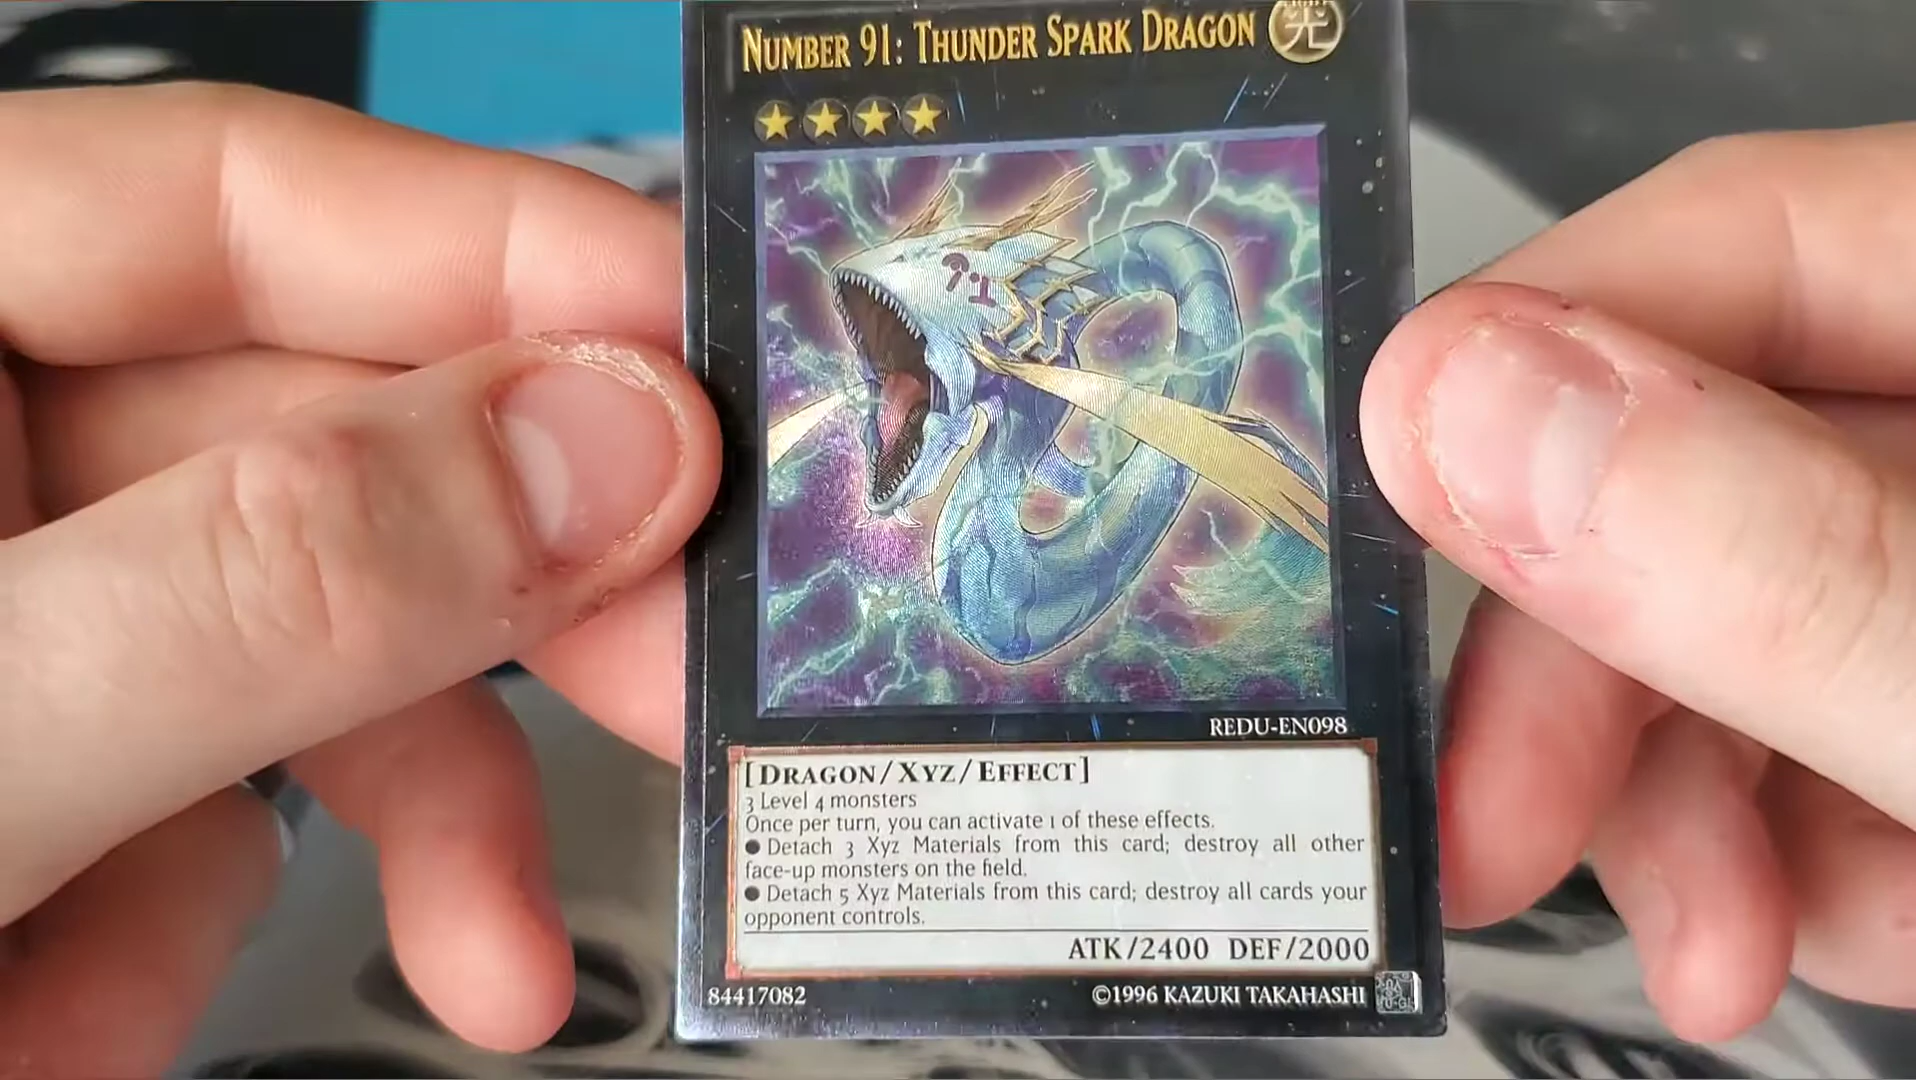 NUMBER 91: THUNDER SPARK DRAGON 光
9.1
REDU-EN098
[DRAGON/XYZ/EFFECT]
3 Level 4 monsters
Once per turn, you can activate 1 of these effects.
● Detach 3 Xyz Materials from this card; destroy all other
face-up monsters on the field.
● Detach 5 Xyz Materials from this card; destroy all cards your
opponent controls.
ATK/2400 DEF/2000
84417082 ©1996 KAZUKI TAKAHASHI